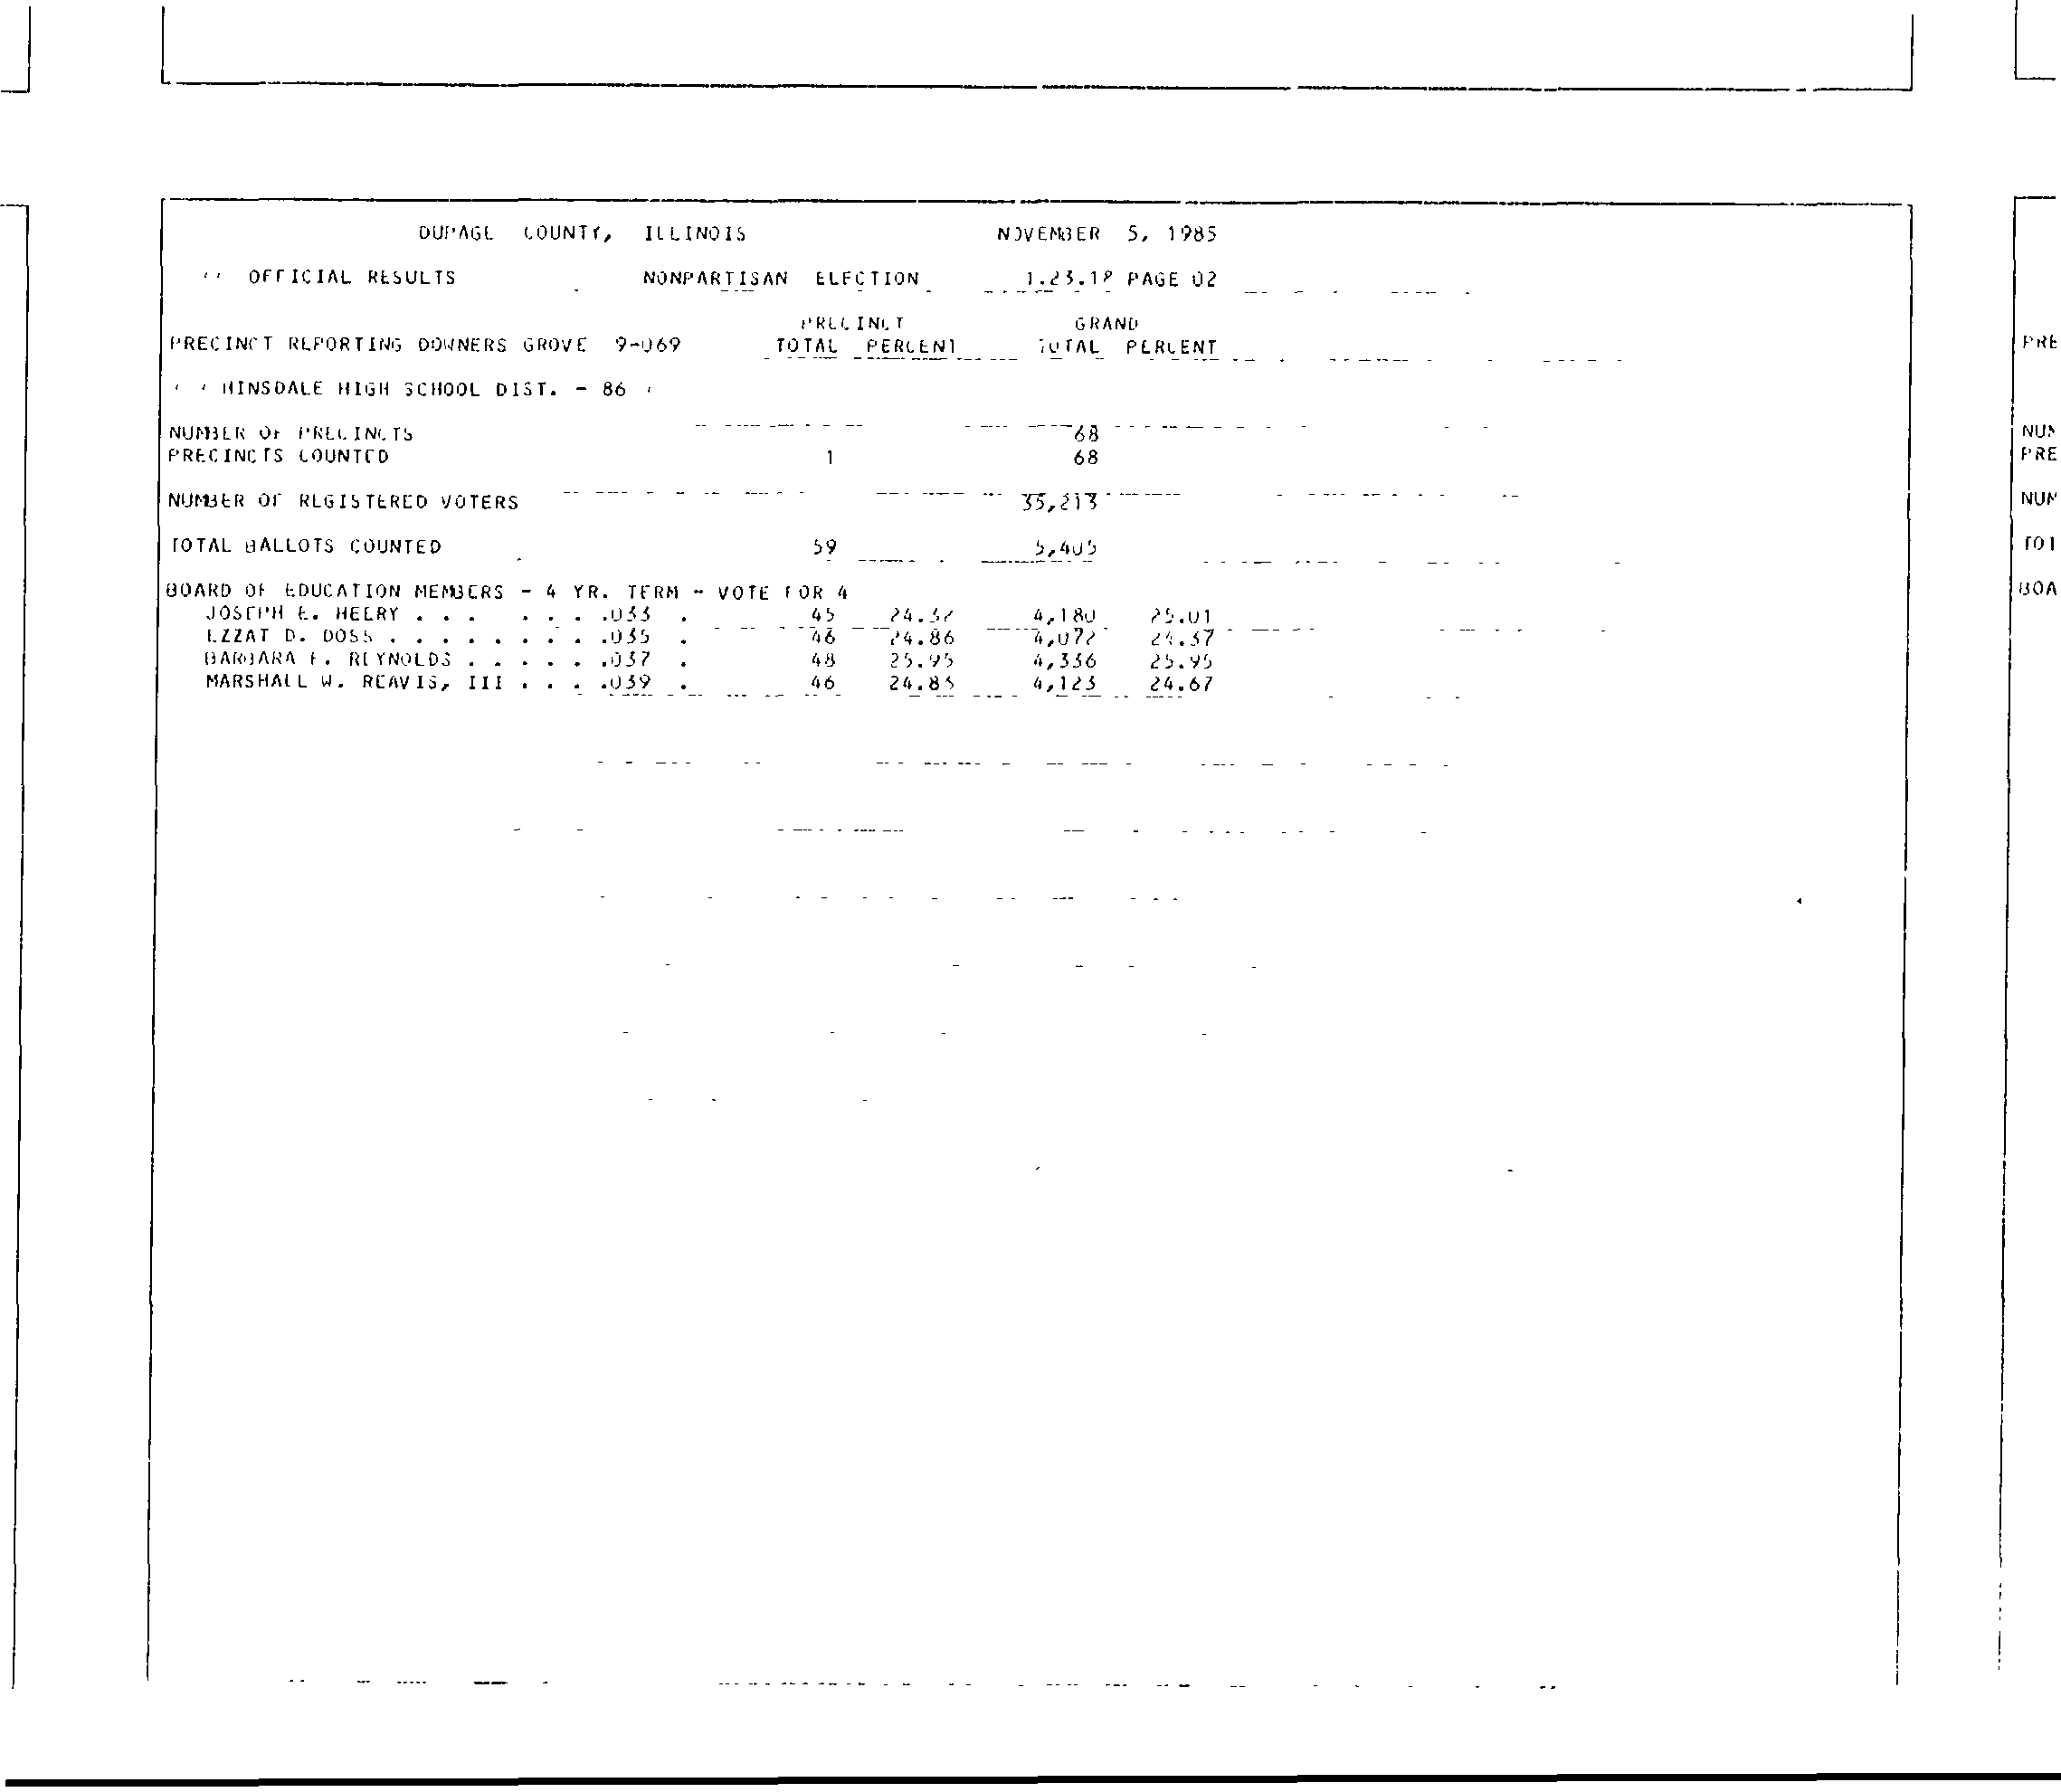 DUPAGE COUNTY, ILLINOIS NOVEMBER 5, 1985
OFFICIAL RESULTS NONPARTISAN ELECTION 1.23.18 PAGE 02
PRECINCT GRAND
PRECINCT REPORTING DOWNERS GROVE 9-069 TOTAL PERCENT TOTAL PERCENT
HINSDALE HIGH SCHOOL DIST. - 86
NUMBER OF PRECINCTS 68
PRECINCTS COUNTED 1 68
NUMBER OF REGISTERED VOTERS 35,213
TOTAL BALLOTS COUNTED 59 5,405
BOARD OF EDUCATION MEMBERS - 4 YR. TERM - VOTE FOR 4
JOSEPH E. HEERY . . . . . . .033 . 45 24.32 4,180 25.01
EZZAT D. DOSS . . . . . . . . .035 . 46 24.86 4,072 24.37
BARBARA F. REYNOLDS . . . . . .037 . 48 25.95 4,336 25.95
MARSHALL W. REAVIS, III . . . .039 . 46 24.85 4,123 24.67
PRE
NUM
PRE
NUM
TOT
BOA